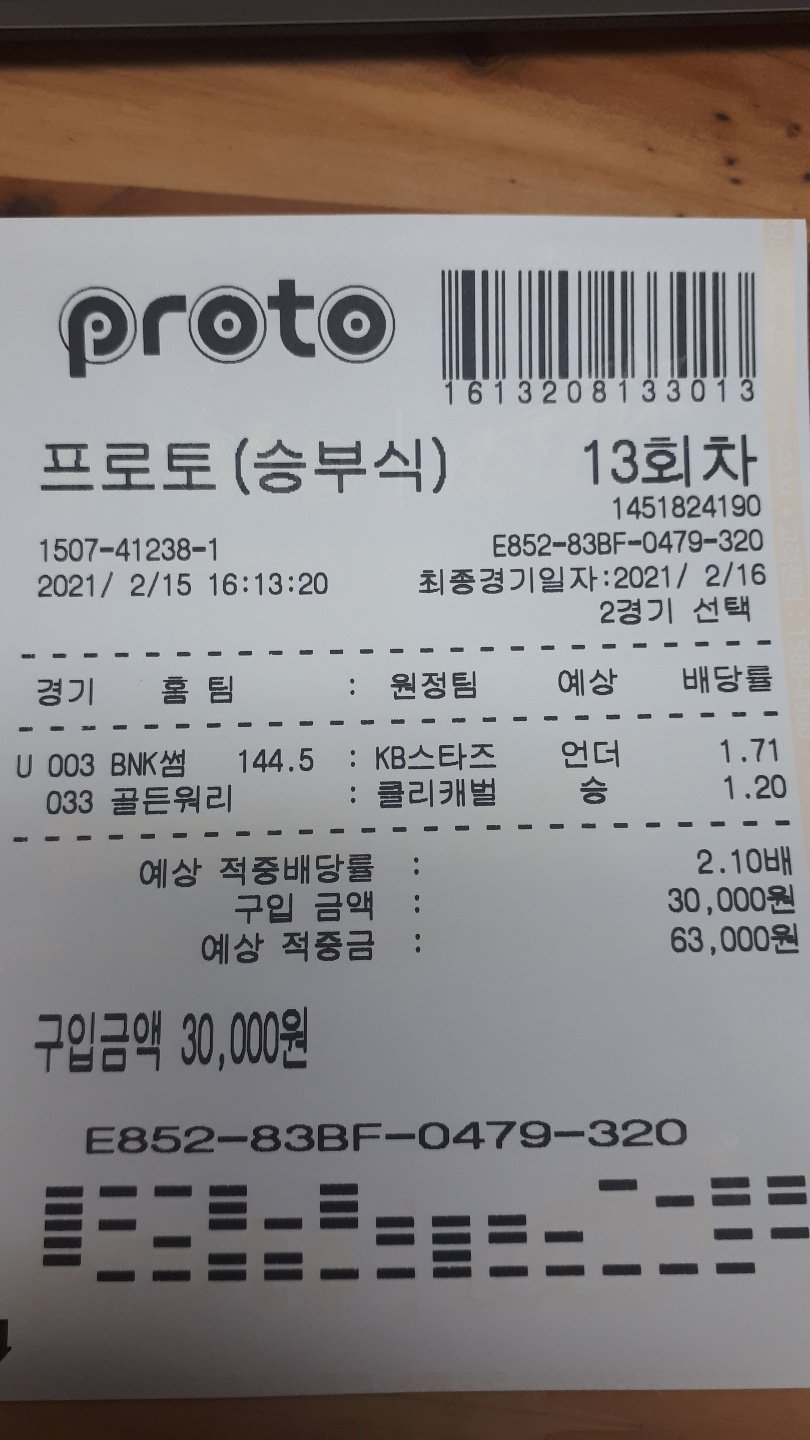 proto
1613208133013
프로토(승부식) 13회차
1451824190
1507-41238-1 E852-83BF-0479-320
2021/ 2/15 16:13:20 최종경기일자:2021/ 2/16
2경기 선택
경기 홈 팀 : 원정팀 예상 배당률
U 003 BNK썸 144.5 : KB스타즈 언더 1.71
033 골든워리 : 클리캐벌 승 1.20
예상 적중배당률 : 2.10배
구입 금액 : 30,000원
예상 적중금 : 63,000원
구입금액 30,000원
E852-83BF-0479-320